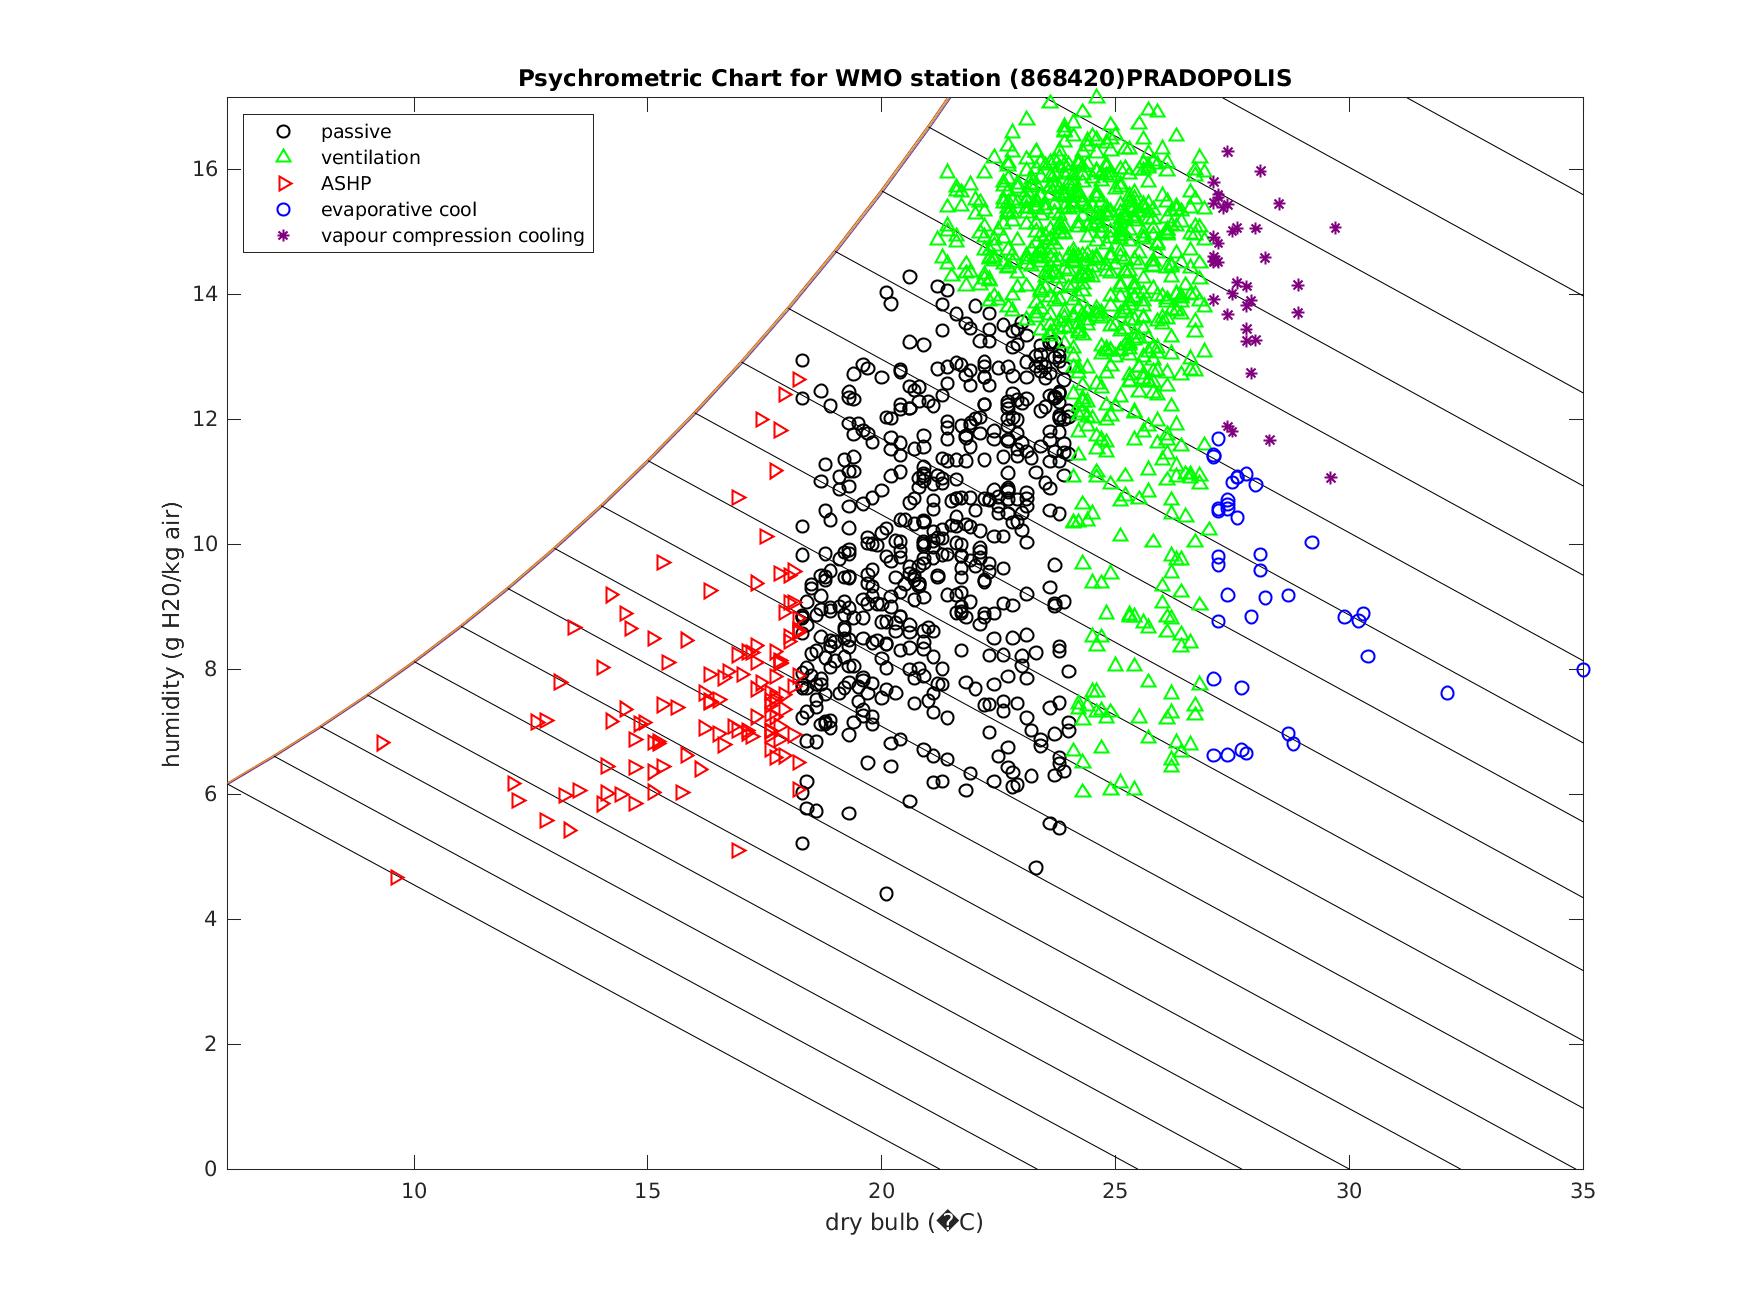 Psychrometric Chart for WMO station (868420)PRADOPOLIS
passive
ventilation
ASHP
evaporative cool
vapour compression cooling
humidity (g H20/kg air)
16
14
12
10
8
6
4
2
0
10 15 20 25 30 35
dry bulb (�C)